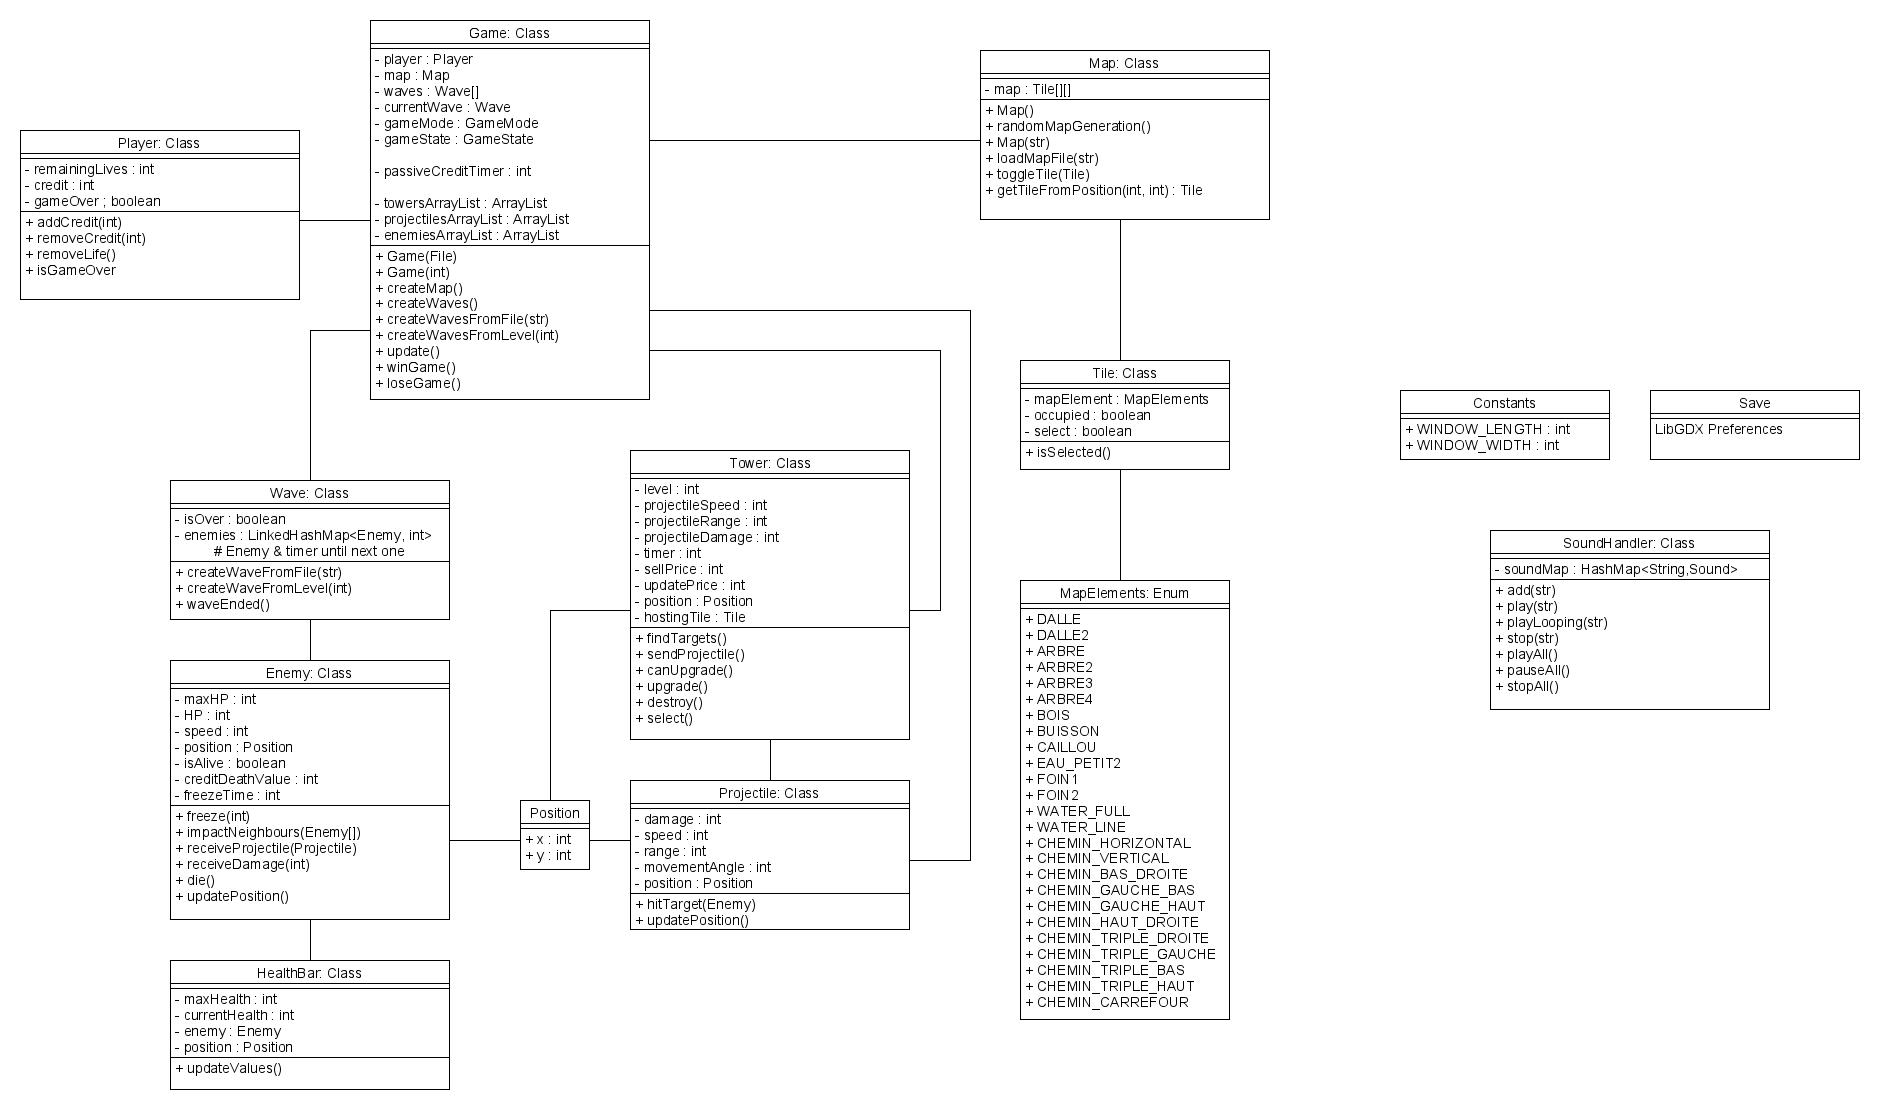 Game: Class
- player : Player
- map : Map
- waves : Wave[]
- currentWave : Wave
- gameMode : GameMode
- gameState : GameState
- passiveCreditTimer : int
- towersArrayList : ArrayList
- projectilesArrayList : ArrayList
- enemiesArrayList : ArrayList
+ Game(File)
+ Game(int)
+ createMap()
+ createWaves()
+ createWavesFromFile(str)
+ createWavesFromLevel(int)
+ update()
+ winGame()
+ loseGame()
Map: Class
- map : Tile[][]
+ Map()
+ randomMapGeneration()
+ Map(str)
+ loadMapFile(str)
+ toggleTile(Tile)
+ getTileFromPosition(int, int) : Tile
Player: Class
- remainingLives : int
- credit : int
- gameOver ; boolean
+ addCredit(int)
+ removeCredit(int)
+ removeLife()
+ isGameOver
Tile: Class
- mapElement : MapElements
- occupied : boolean
- select : boolean
+ isSelected()
Constants
+ WINDOW_LENGTH : int
+ WINDOW_WIDTH : int
Save
LibGDX Preferences
Tower: Class
- level : int
- projectileSpeed : int
- projectileRange : int
- projectileDamage : int
- timer : int
- sellPrice : int
- updatePrice : int
- position : Position
- hostingTile : Tile
+ findTargets()
+ sendProjectile()
+ canUpgrade()
+ upgrade()
+ destroy()
+ select()
Wave: Class
- isOver : boolean
- enemies : LinkedHashMap<Enemy, int>
# Enemy & timer until next one
+ createWaveFromFile(str)
+ createWaveFromLevel(int)
+ waveEnded()
SoundHandler: Class
- soundMap : HashMap<String,Sound>
+ add(str)
+ play(str)
+ playLooping(str)
+ stop(str)
+ playAll()
+ pauseAll()
+ stopAll()
MapElements: Enum
+ DALLE
+ DALLE2
+ ARBRE
+ ARBRE2
+ ARBRE3
+ ARBRE4
+ BOIS
+ BUISSON
+ CAILLOU
+ EAU_PETIT2
+ FOIN1
+ FOIN2
+ WATER_FULL
+ WATER_LINE
+ CHEMIN_HORIZONTAL
+ CHEMIN_VERTICAL
+ CHEMIN_BAS_DROITE
+ CHEMIN_GAUCHE_BAS
+ CHEMIN_GAUCHE_HAUT
+ CHEMIN_HAUT_DROITE
+ CHEMIN_TRIPLE_DROITE
+ CHEMIN_TRIPLE_GAUCHE
+ CHEMIN_TRIPLE_BAS
+ CHEMIN_TRIPLE_HAUT
+ CHEMIN_CARREFOUR
Enemy: Class
- maxHP : int
- HP : int
- speed : int
- position : Position
- isAlive : boolean
- creditDeathValue : int
- freezeTime : int
+ freeze(int)
+ impactNeighbours(Enemy[])
+ receiveProjectile(Projectile)
+ receiveDamage(int)
+ die()
+ updatePosition()
Position
+ x : int
+ y : int
Projectile: Class
- damage : int
- speed : int
- range : int
- movementAngle : int
- position : Position
+ hitTarget(Enemy)
+ updatePosition()
HealthBar: Class
- maxHealth : int
- currentHealth : int
- enemy : Enemy
- position : Position
+ updateValues()